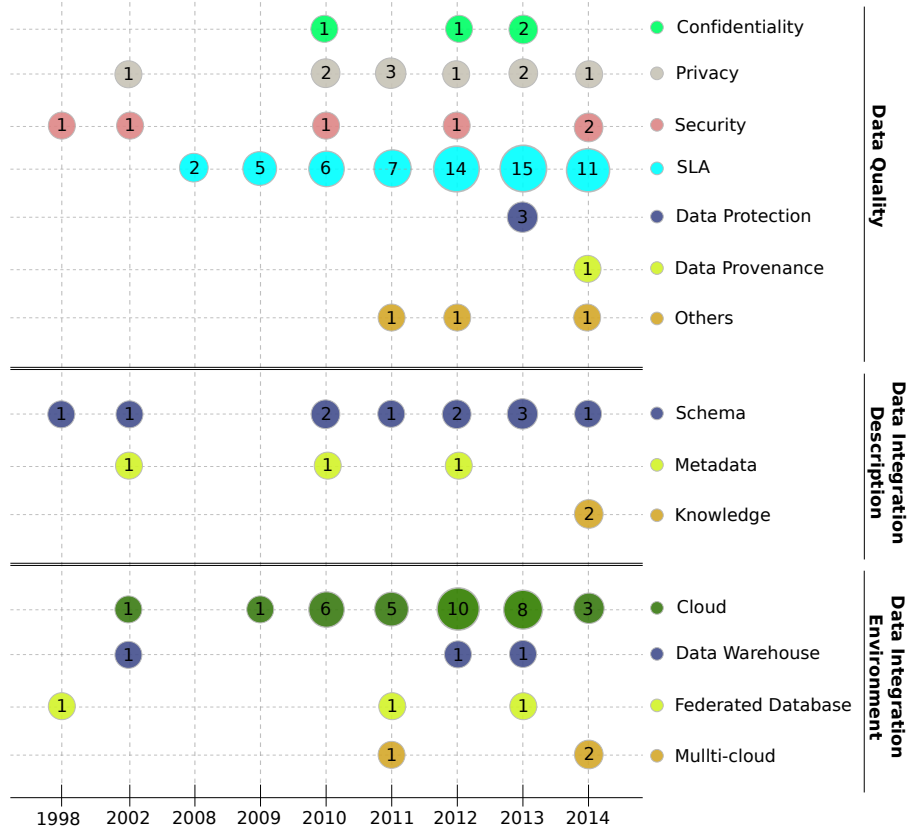 1 1 2 Confidentiality
1 2 3 1 2 1 Privacy
1 1 1 1 2 Security
2 5 6 7 14 15 11 SLA
3 Data Protection
1 Data Provenance
1 1 1 Others
Data Quality
1 1 2 1 2 3 1 Schema
1 1 1 Metadata
2 Knowledge
Data Integration
Description
1 1 6 5 10 8 3 Cloud
1 1 1 Data Warehouse
1 1 1 Federated Database
1 2 Mullti-cloud
Data Integration
Environment
1998 2002 2008 2009 2010 2011 2012 2013 2014